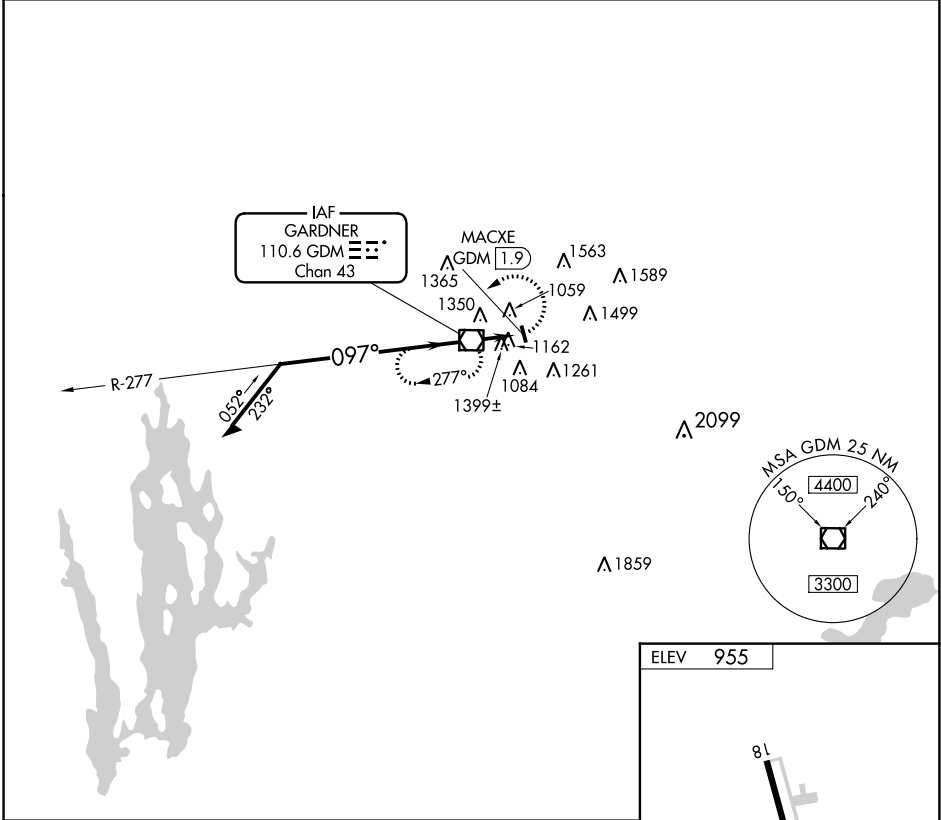 IAF
GARDNER
110.6 GDM
Chan 43
MACXE
GDM 1.9
1365
1563
1589
1059
1350
1499
1162
097°
1084
1261
277°
1399±
R-277
052°
232°
2099
MSA GDM 25 NM
150°
4400
240°
3300
1859
ELEV 955
18